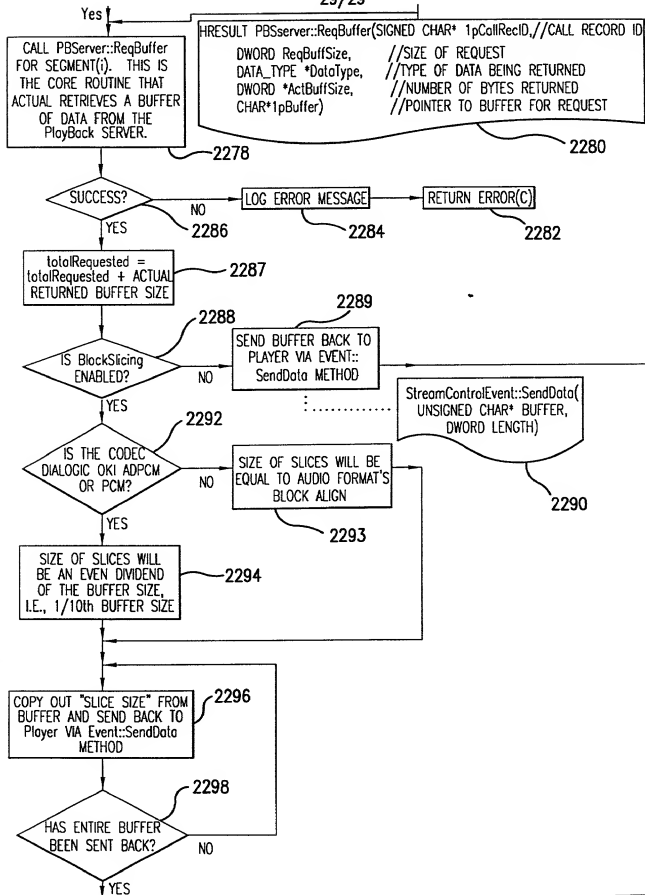 29/29
Yes
CALL PBServer::ReqBuffer
FOR SEGMENT(i). THIS IS
THE CORE ROUTINE THAT
ACTUAL RETRIEVES A BUFFER
OF DATA FROM THE
PlayBack SERVER.
2278
HRESULT PBSserver::ReqBuffer(SIGNED CHAR* 1pCallRecID,//CALL RECORD ID
DWORD ReqBuffSize, //SIZE OF REQUEST
DATA_TYPE *DataType, //TYPE OF DATA BEING RETURNED
DWORD *ActBuffSize, //NUMBER OF BYTES RETURNED
CHAR*1pBuffer) //POINTER TO BUFFER FOR REQUEST
2280
SUCCESS?
2286
NO
LOG ERROR MESSAGE
2284
RETURN ERROR(C)
2282
YES
totalRequested =
totalRequested + ACTUAL
RETURNED BUFFER SIZE
2287
2288
IS BlockSlicing
ENABLED?
NO
2289
SEND BUFFER BACK TO
PLAYER VIA EVENT::
SendData METHOD
YES
StreamControlEvent::SendData(
UNSIGNED CHAR* BUFFER,
DWORD LENGTH)
2290
2292
IS THE CODEC
DIALOGIC OKI ADPCM
OR PCM?
NO
SIZE OF SLICES WILL BE
EQUAL TO AUDIO FORMAT'S
BLOCK ALIGN
2293
YES
SIZE OF SLICES WILL
BE AN EVEN DIVIDEND
OF THE BUFFER SIZE,
I.E., 1/10th BUFFER SIZE
2294
COPY OUT "SLICE SIZE" FROM
BUFFER AND SEND BACK TO
Player VIA Event::SendData
METHOD
2296
2298
HAS ENTIRE BUFFER
BEEN SENT BACK?
NO
YES